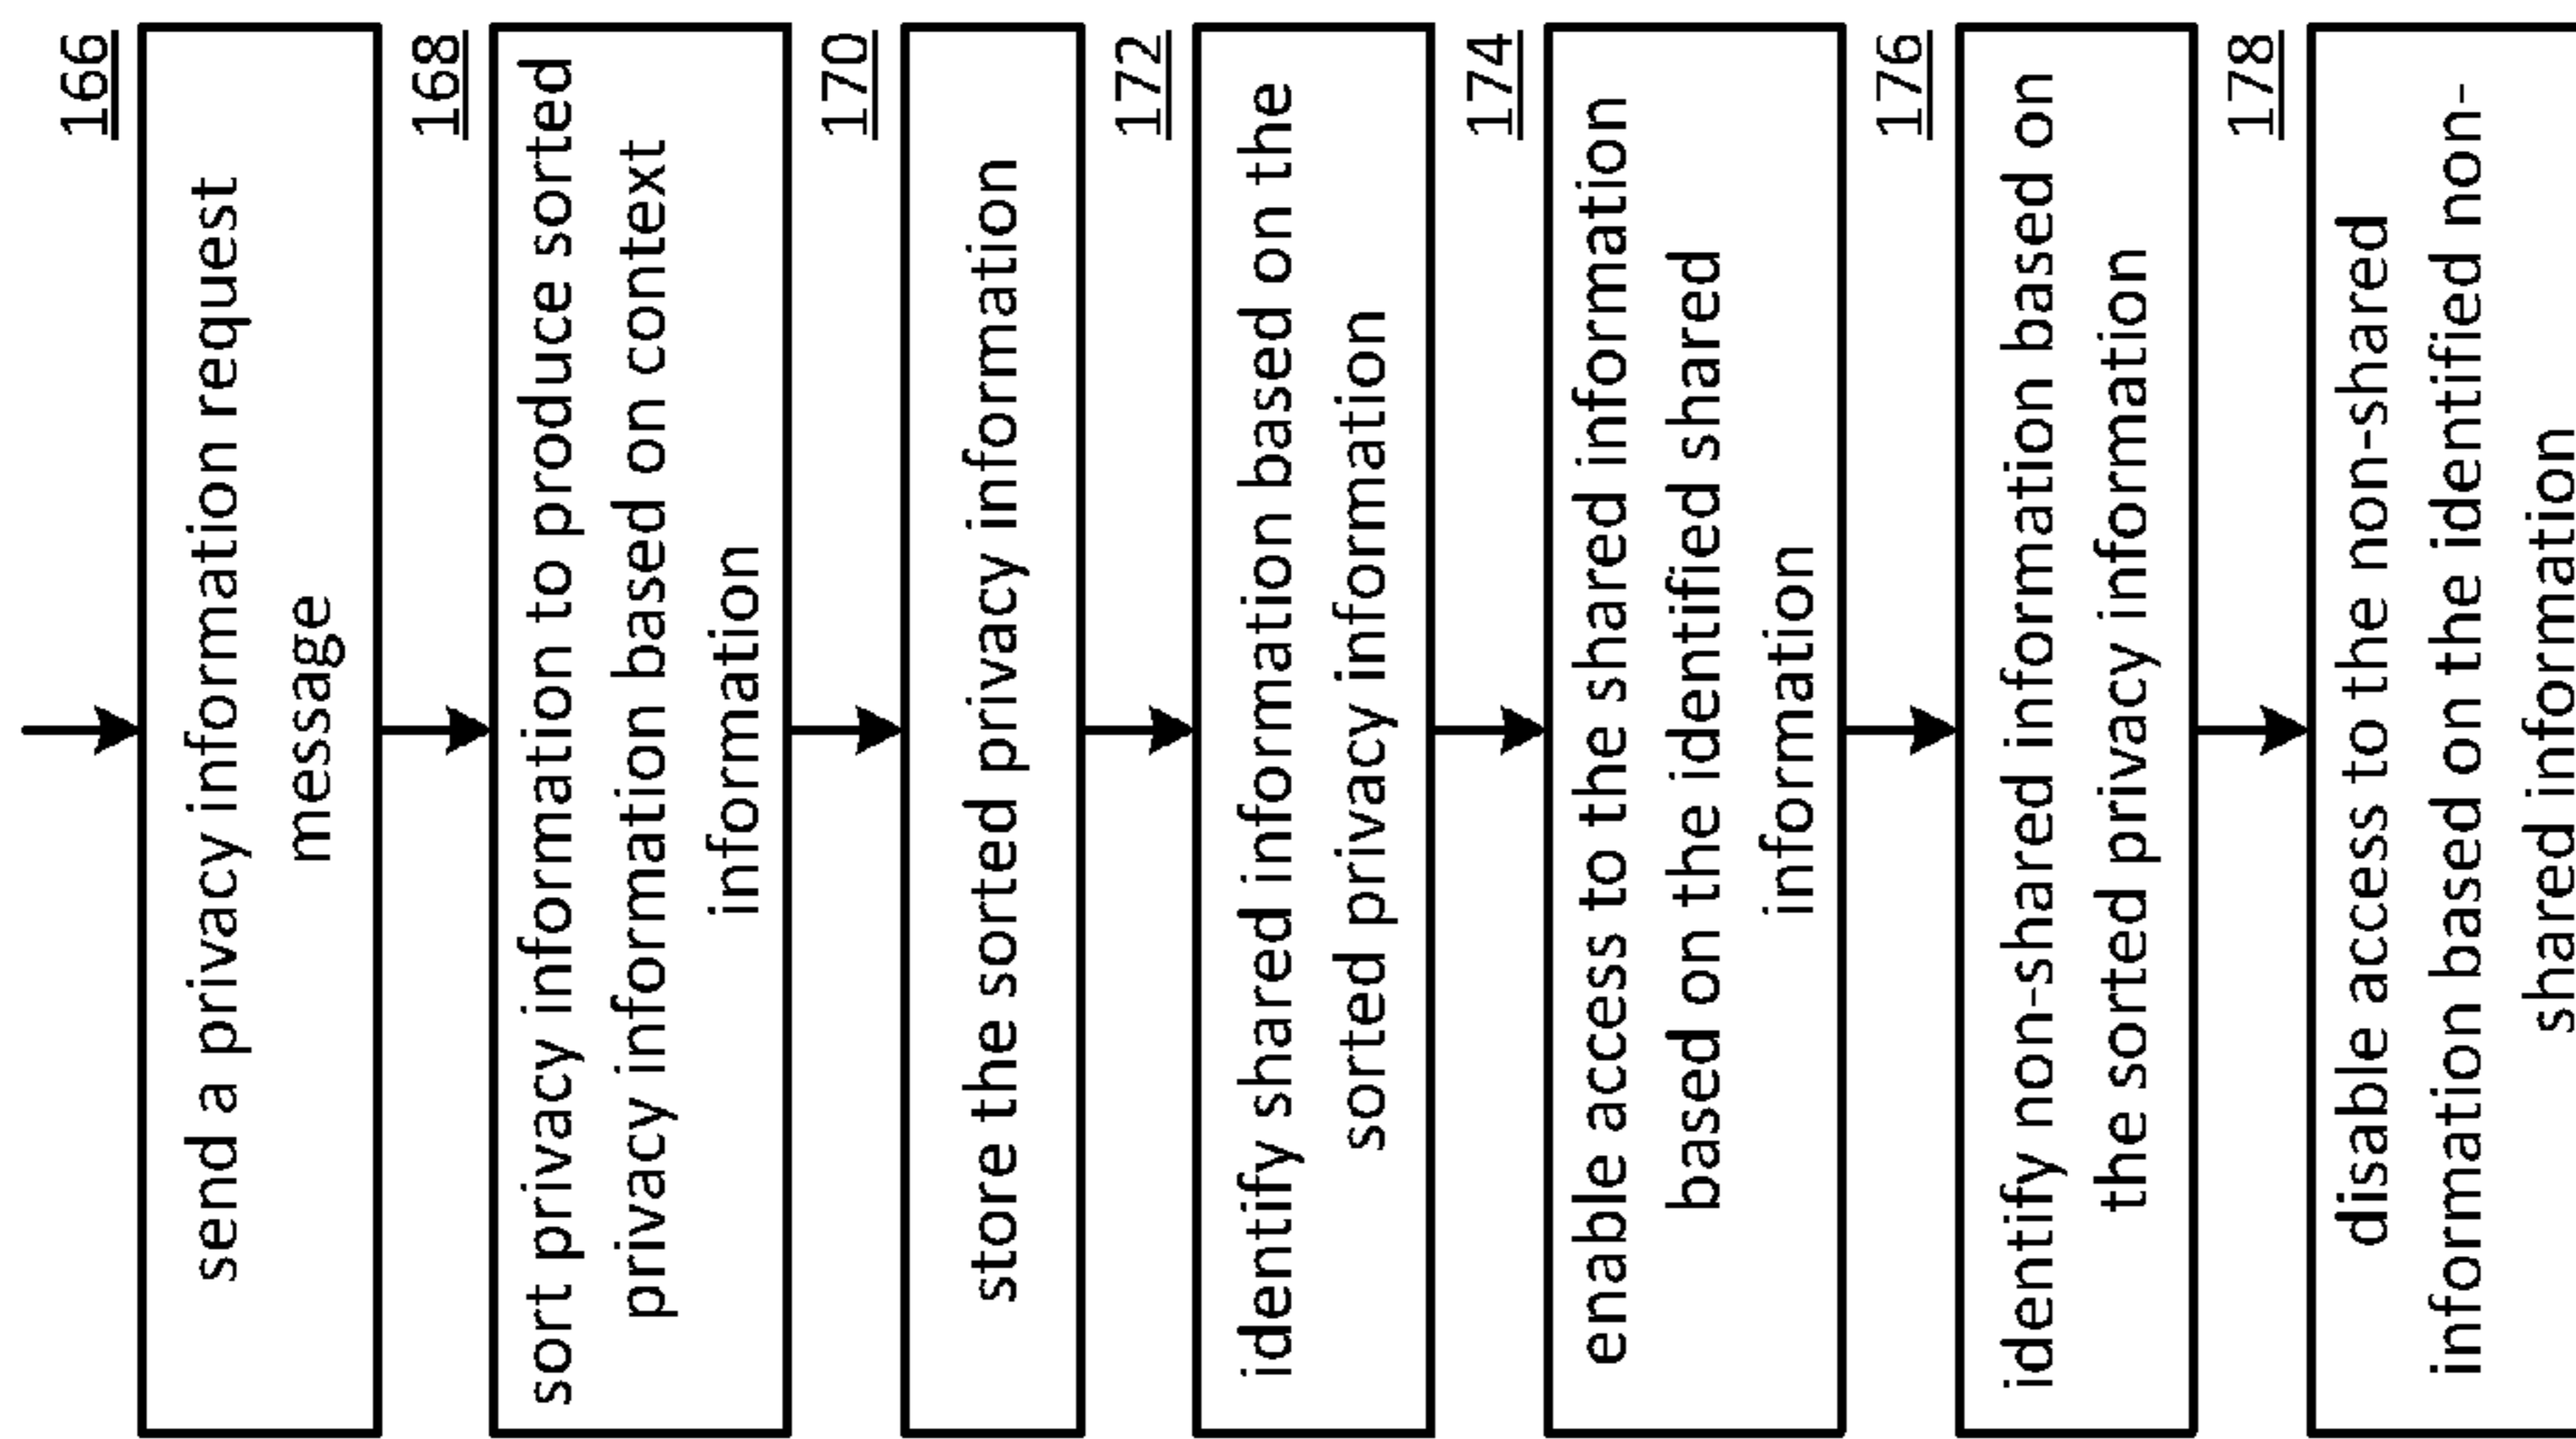 166
send a privacy information request
message
168
sort privacy information to produce sorted
privacy information based on context
information
170
store the sorted privacy information
172
identify shared information based on the
sorted privacy information
174
enable access to the shared information
based on the identified shared
information
176
identify non-shared information based on
the sorted privacy information
178
disable access to the non-shared
information based on the identified non-
shared information